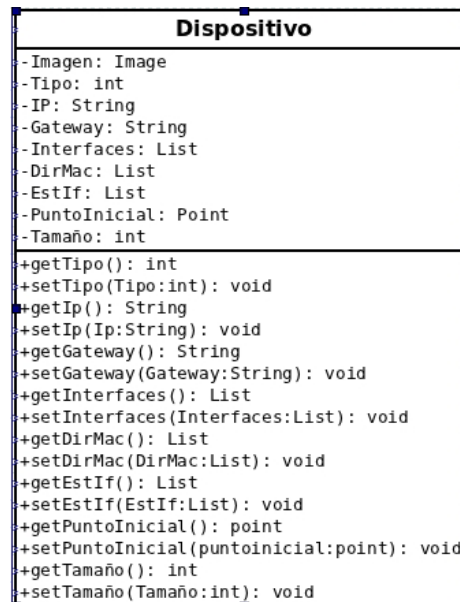 Dispositivo
-Imagen: Image
-Tipo: int
-IP: String
-Gateway: String
-Interfaces: List
-DirMac: List
-EstIf: List
-PuntoInicial: Point
-Tamaño: int
+getTipo(): int
+setTipo(Tipo:int): void
+getIp(): String
+setIp(Ip:String): void
+getGateway(): String
+setGateway(Gateway:String): void
+getInterfaces(): List
+setInterfaces(Interfaces:List): void
+getDirMac(): List
+setDirMac(DirMac:List): void
+getEstIf(): List
+setEstIf(EstIf:List): void
+getPuntoInicial(): point
+setPuntoInicial(puntoinicial:point): void
+getTamaño(): int
+setTamaño(Tamaño:int): void